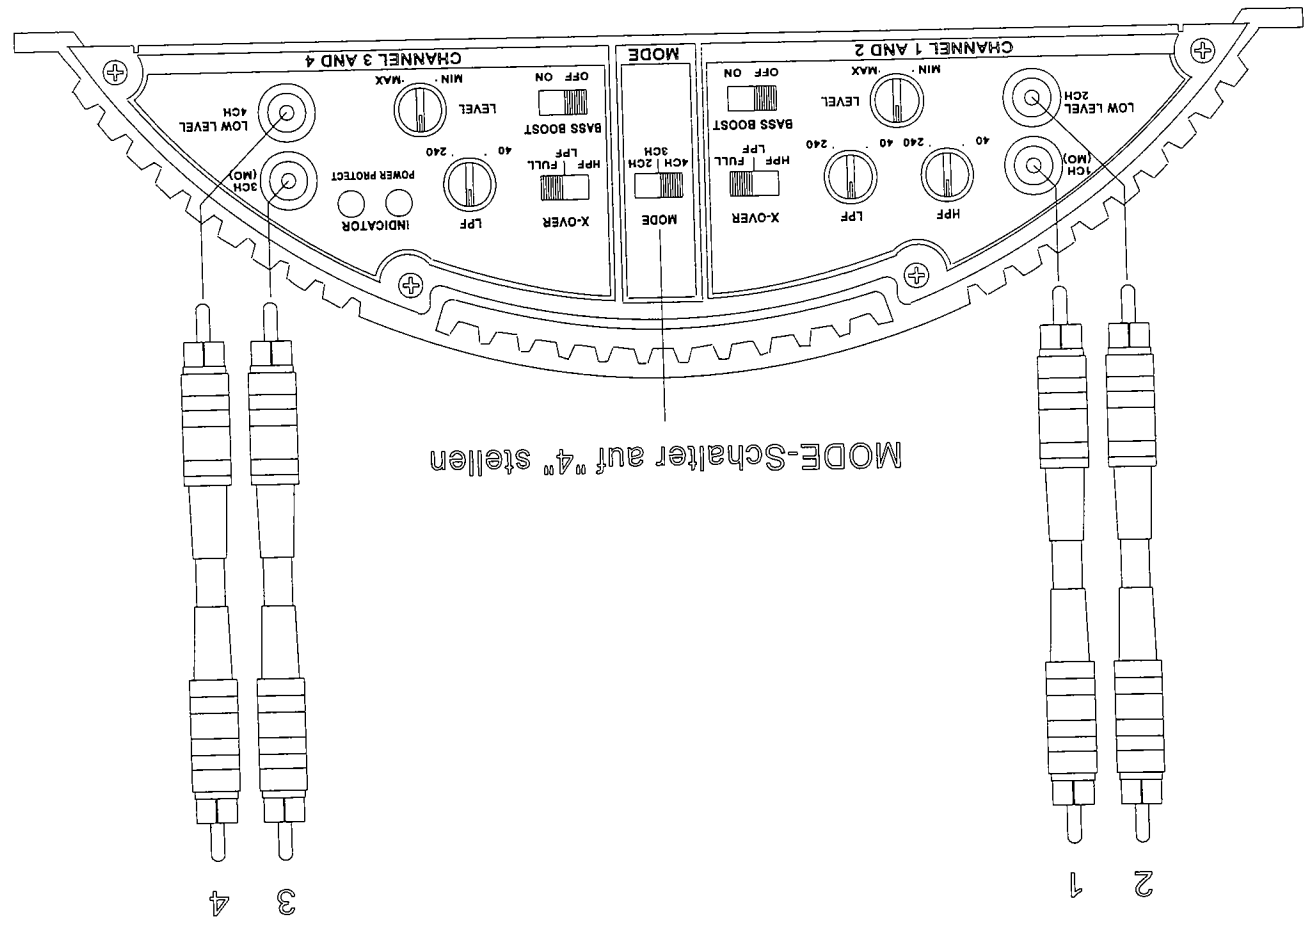 2
1
3
4
MODE-Schalter auf "4" stellen
HPF
LPF
X-OVER
FULL
HPF
LPF
1CH
(MO)
40
240
40
240
LOW LEVEL
2CH
LEVEL
MIN
MAX
BASS BOOST
OFF
ON
CHANNEL 1 AND 2
MODE
4CH
2CH
3CH
MODE
X-OVER
FULL
HPF
LPF
LPF
40
240
INDICATOR
POWER PROTECT
3CH
(MO)
BASS BOOST
OFF
ON
LEVEL
MIN
MAX
LOW LEVEL
4CH
CHANNEL 3 AND 4